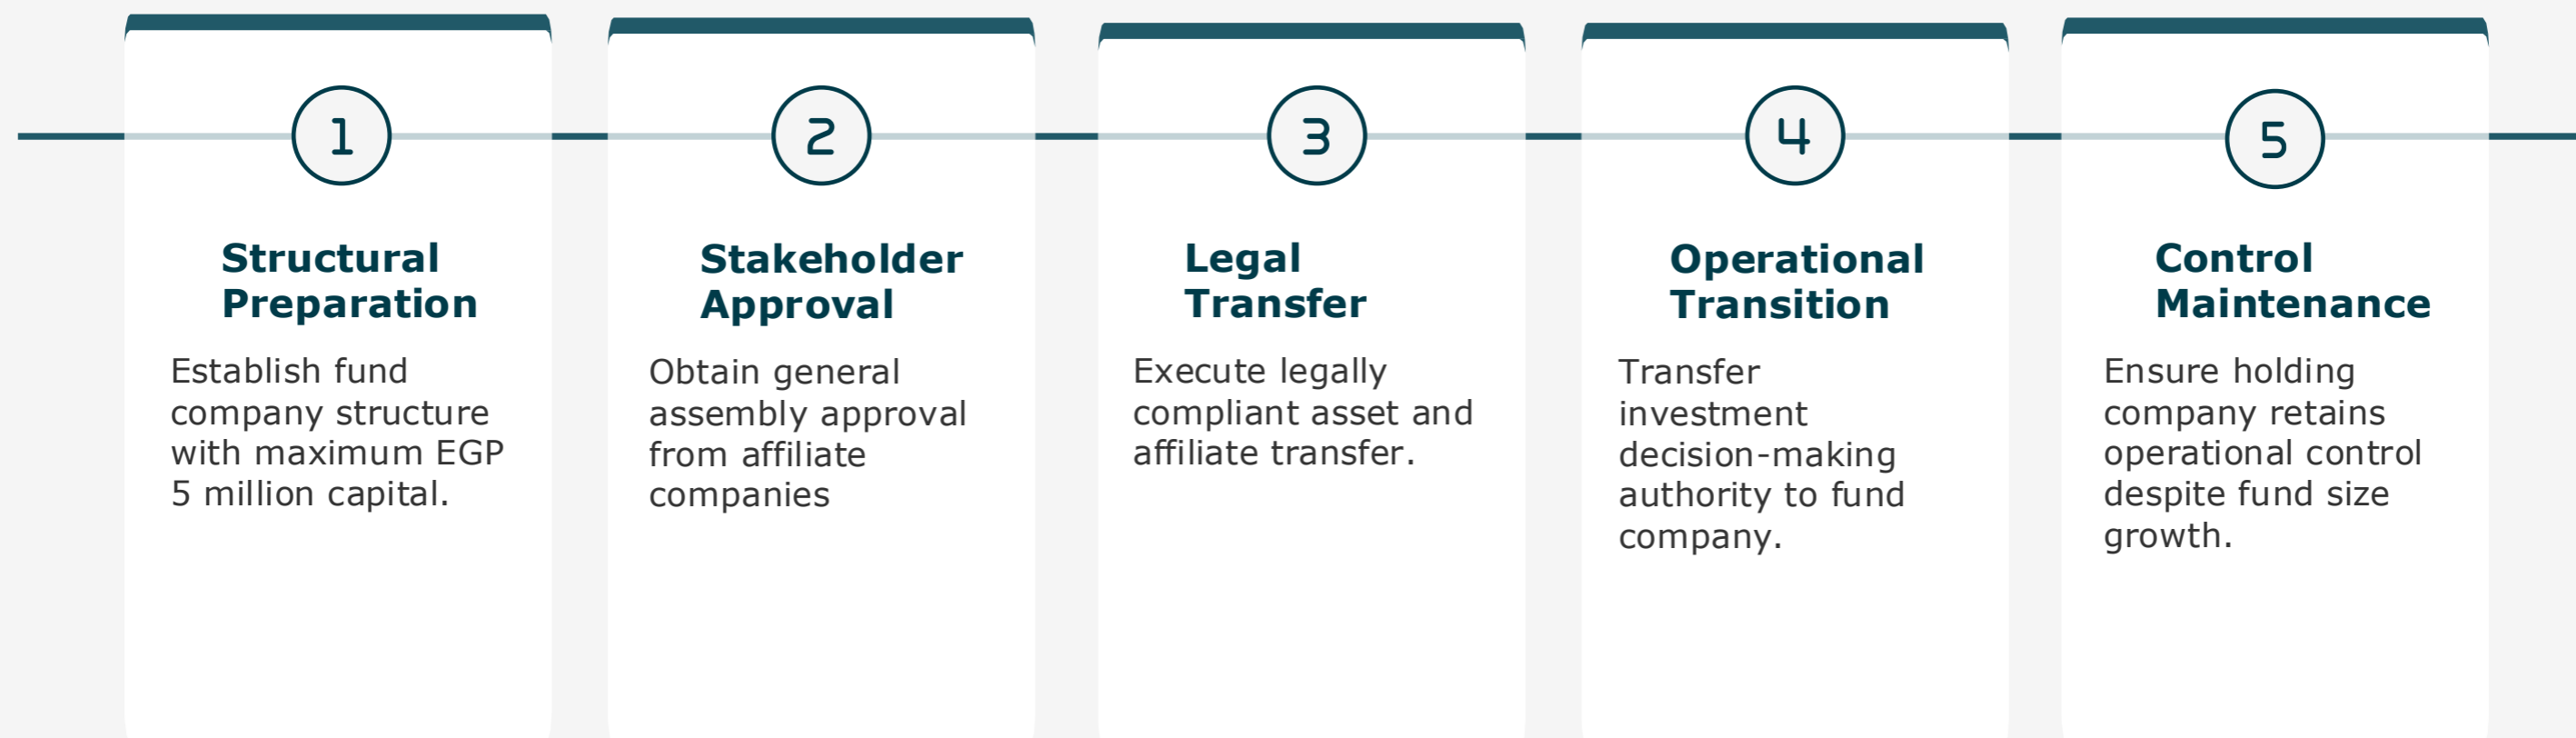 1
Structural
Preparation
Establish fund
company structure
with maximum EGP
5 million capital.
2
Stakeholder
Approval
Obtain general
assembly approval
from affiliate
companies
3
Legal
Transfer
Execute legally
compliant asset and
affiliate transfer.
4
Operational
Transition
Transfer
investment
decision-making
authority to fund
company.
5
Control
Maintenance
Ensure holding
company retains
operational control
despite fund size
growth.